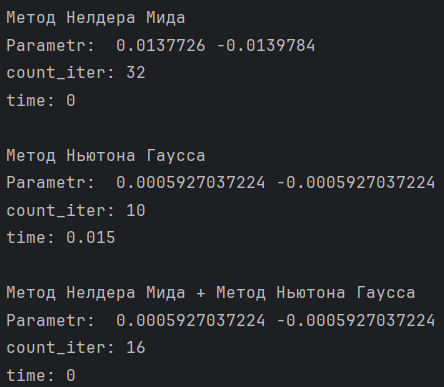 Метод Нелдера Мида
Parametr:  0.0137726 -0.0139784
count_iter: 32
time: 0
Метод Ньютона Гаусса
Parametr:  0.0005927037224 -0.0005927037224
count_iter: 10
time: 0.015
Метод Нелдера Мида + Метод Ньютона Гаусса
Parametr:  0.0005927037224 -0.0005927037224
count_iter: 16
time: 0